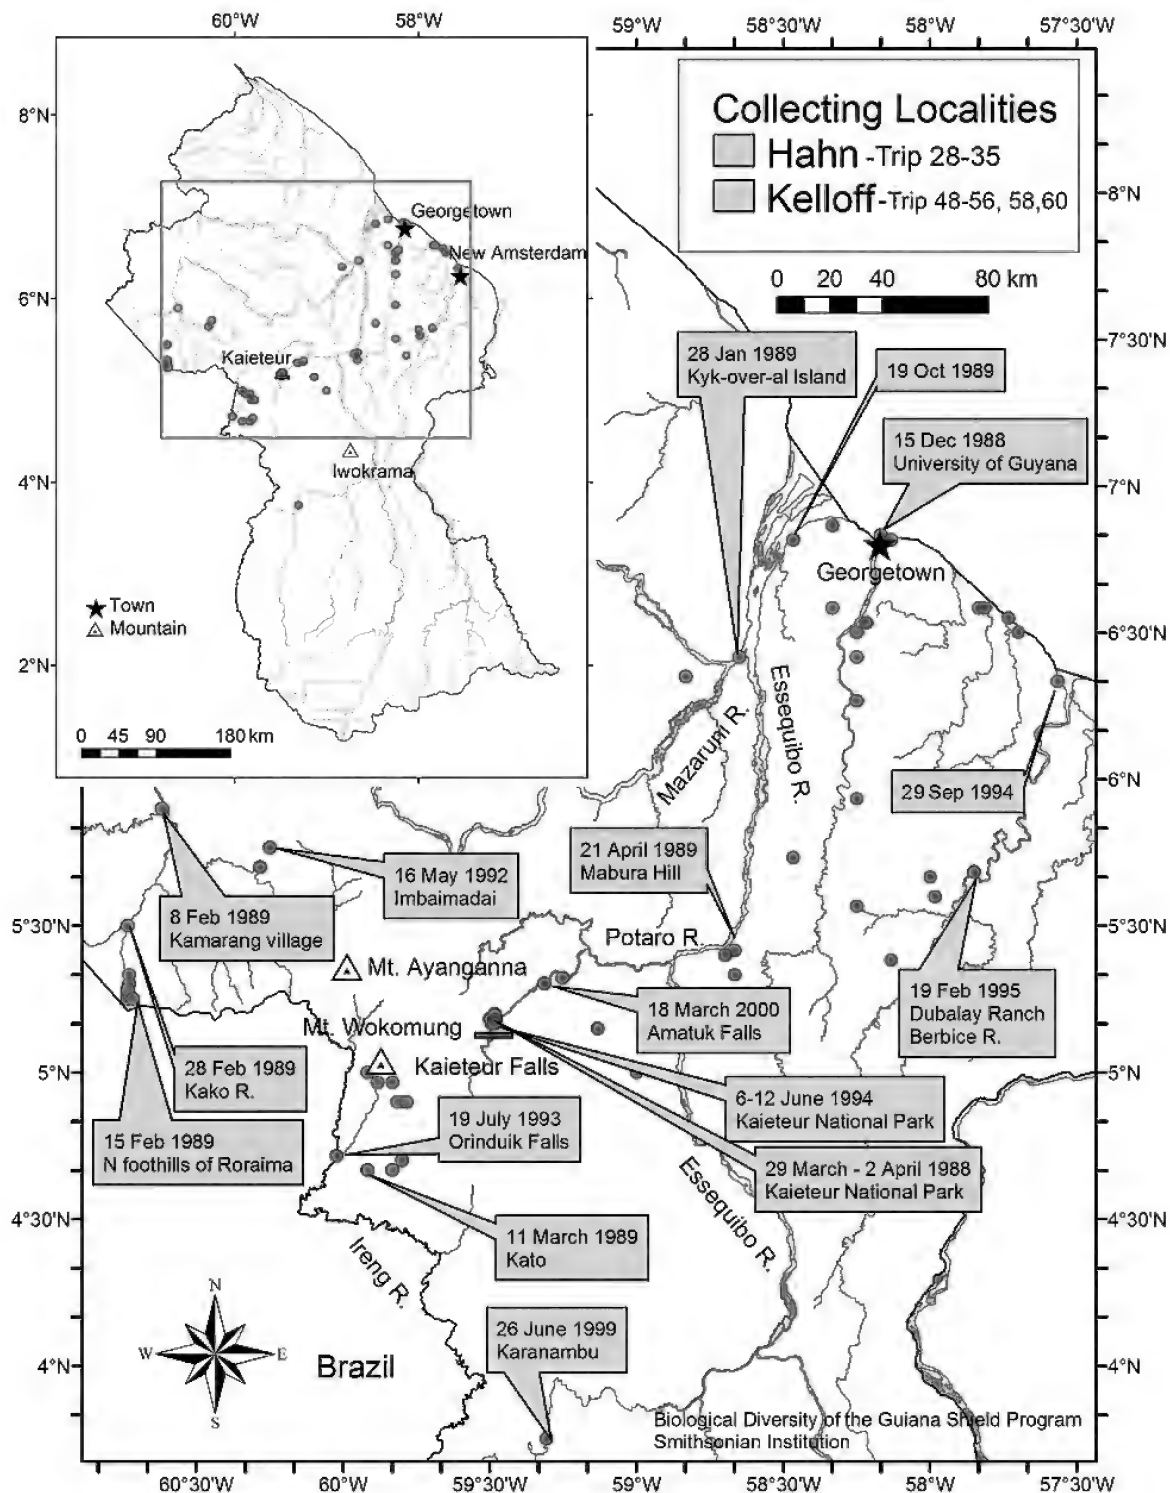 60°W
58°W
8°N
6°N
4°N
2°N
Georgetown
New Amsterdam
Kaieteur
Iwokrama
Town
Mountain
0 45 90 180 km
59°W
58°30'W
58°W
57°30'W
Collecting Localities
Hahn -Trip 28-35
Kelloff -Trip 48-56, 58,60
0 20 40 80 km
8°N
7°30'N
7°N
6°30'N
6°N
5°30'N
5°N
4°30'N
4°N
28 Jan 1989
Kyk-over-al Island
19 Oct 1989
15 Dec 1988
University of Guyana
Georgetown
Essequibo R.
Mazaruni R.
29 Sep 1994
21 April 1989
Mabura Hill
16 May 1992
Imbaimadai
8 Feb 1989
Kamarang village
5°30'N
Potaro R.
Mt. Ayanganna
18 March 2000
Amatuk Falls
19 Feb 1995
Dubalay Ranch
Berbice R.
Mt. Wokomung
Kaieteur Falls
28 Feb 1989
Kako R.
5°N
6-12 June 1994
Kaieteur National Park
19 July 1993
Orinduik Falls
15 Feb 1989
N foothills of Roraima
29 March - 2 April 1988
Kaieteur National Park
Essequibo R.
4°30'N
11 March 1989
Kato
Ireng R.
N
W E
S
26 June 1999
Karanambu
Brazil
4°N
Biological Diversity of the Guiana Shield Program
Smithsonian Institution
60°30'W
60°W
59°30'W
59°W
58°30'W
58°W
57°30'W